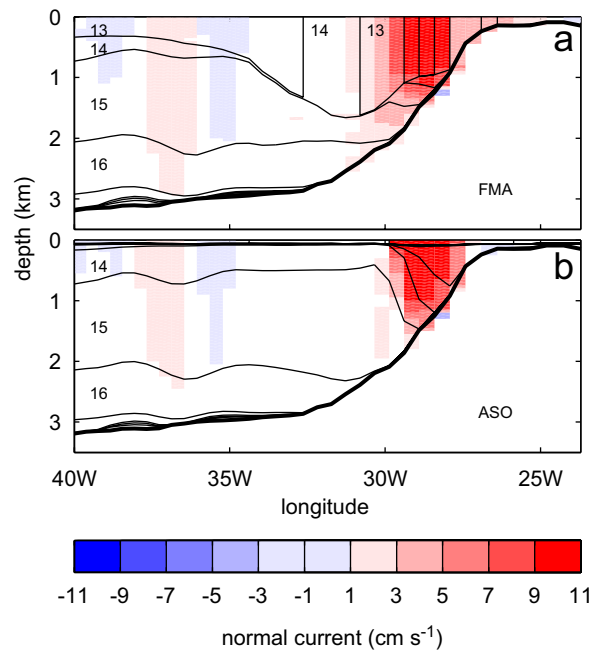 0
13
14
13
14
a
1
15
2
16
3
FMA
depth (km)
0
14
b
1
15
2
16
3
ASO
40W
35W
30W
25W
longitude
-11
-9
-7
-5
-3
-1
1
3
5
7
9
11
normal current (cm s-1)